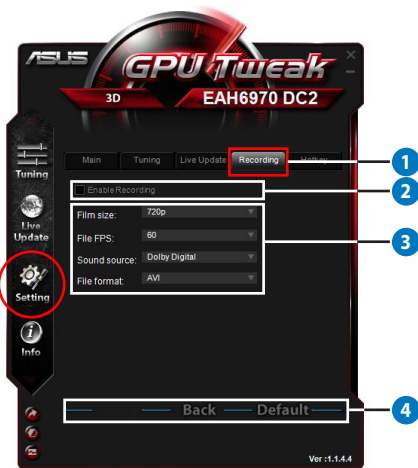 ASUS GPU Tweak
3D EAH6970 DC2
Main Tuning Live Update Recording Hotkey 1
Enable Recording 2
Film size: 720p
File FPS: 60
Sound source: Dolby Digital
File format: AVI
3
Tuning
Live
Update
Setting
Info
Back Default 4
Ver :1.1.4.4